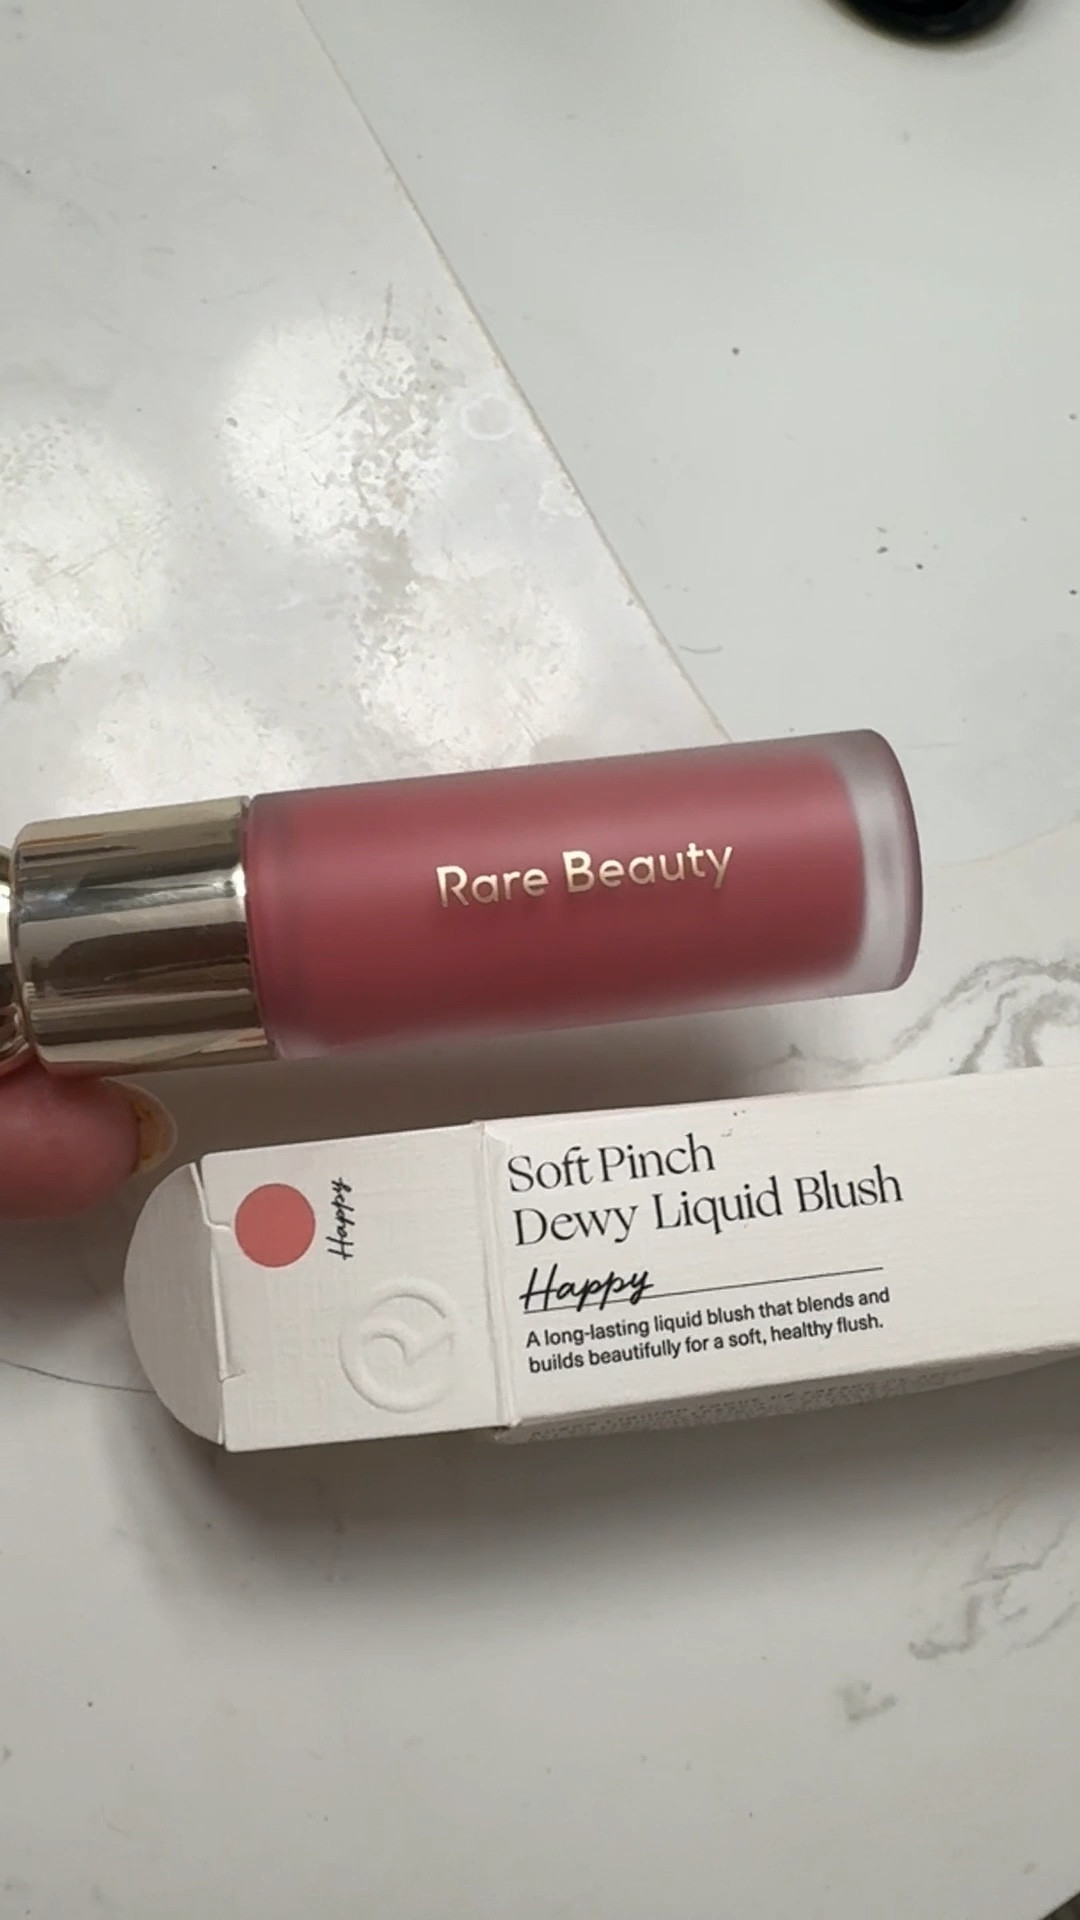 Rare Beauty
Soft Pinch
Dewy Liquid Blush
Happy
A long-lasting liquid blush that blends and
builds beautifully for a soft, healthy flush.
Happy